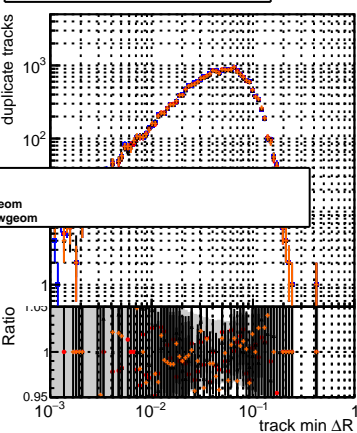 duplicate tracks
10³
10²
eom
wgeom
1
Ratio
1.05
1
0.95
10⁻³
10⁻²
10⁻¹
1
track min ΔR